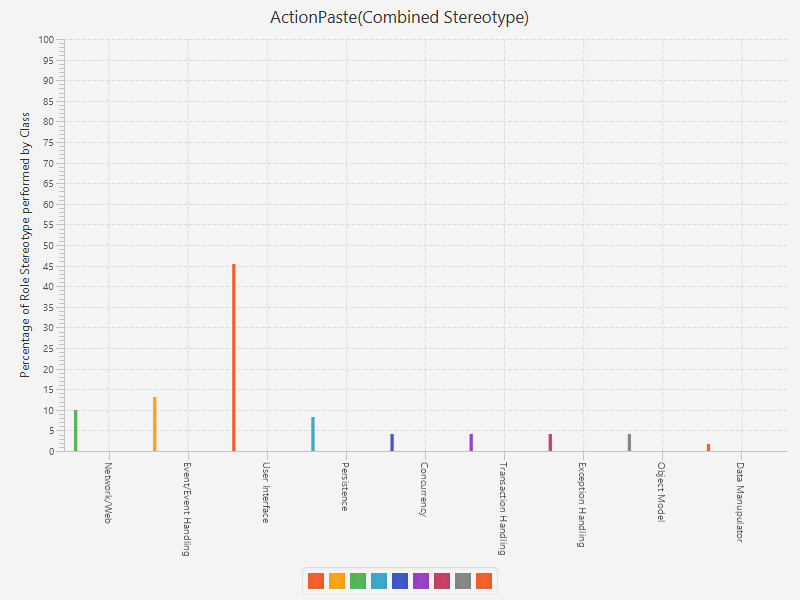 ActionPaste(Combined Stereotype)
Percentage of Role Stereotype performed by Class
100
95
90
85
80
75
70
65
60
55
50
45
40
35
30
25
20
15
10
5
0
Network/Web
Event/Event Handling
User Interface
Persistence
Concurrency
Transaction Handling
Exception Handling
Object Model
Data Manupulator